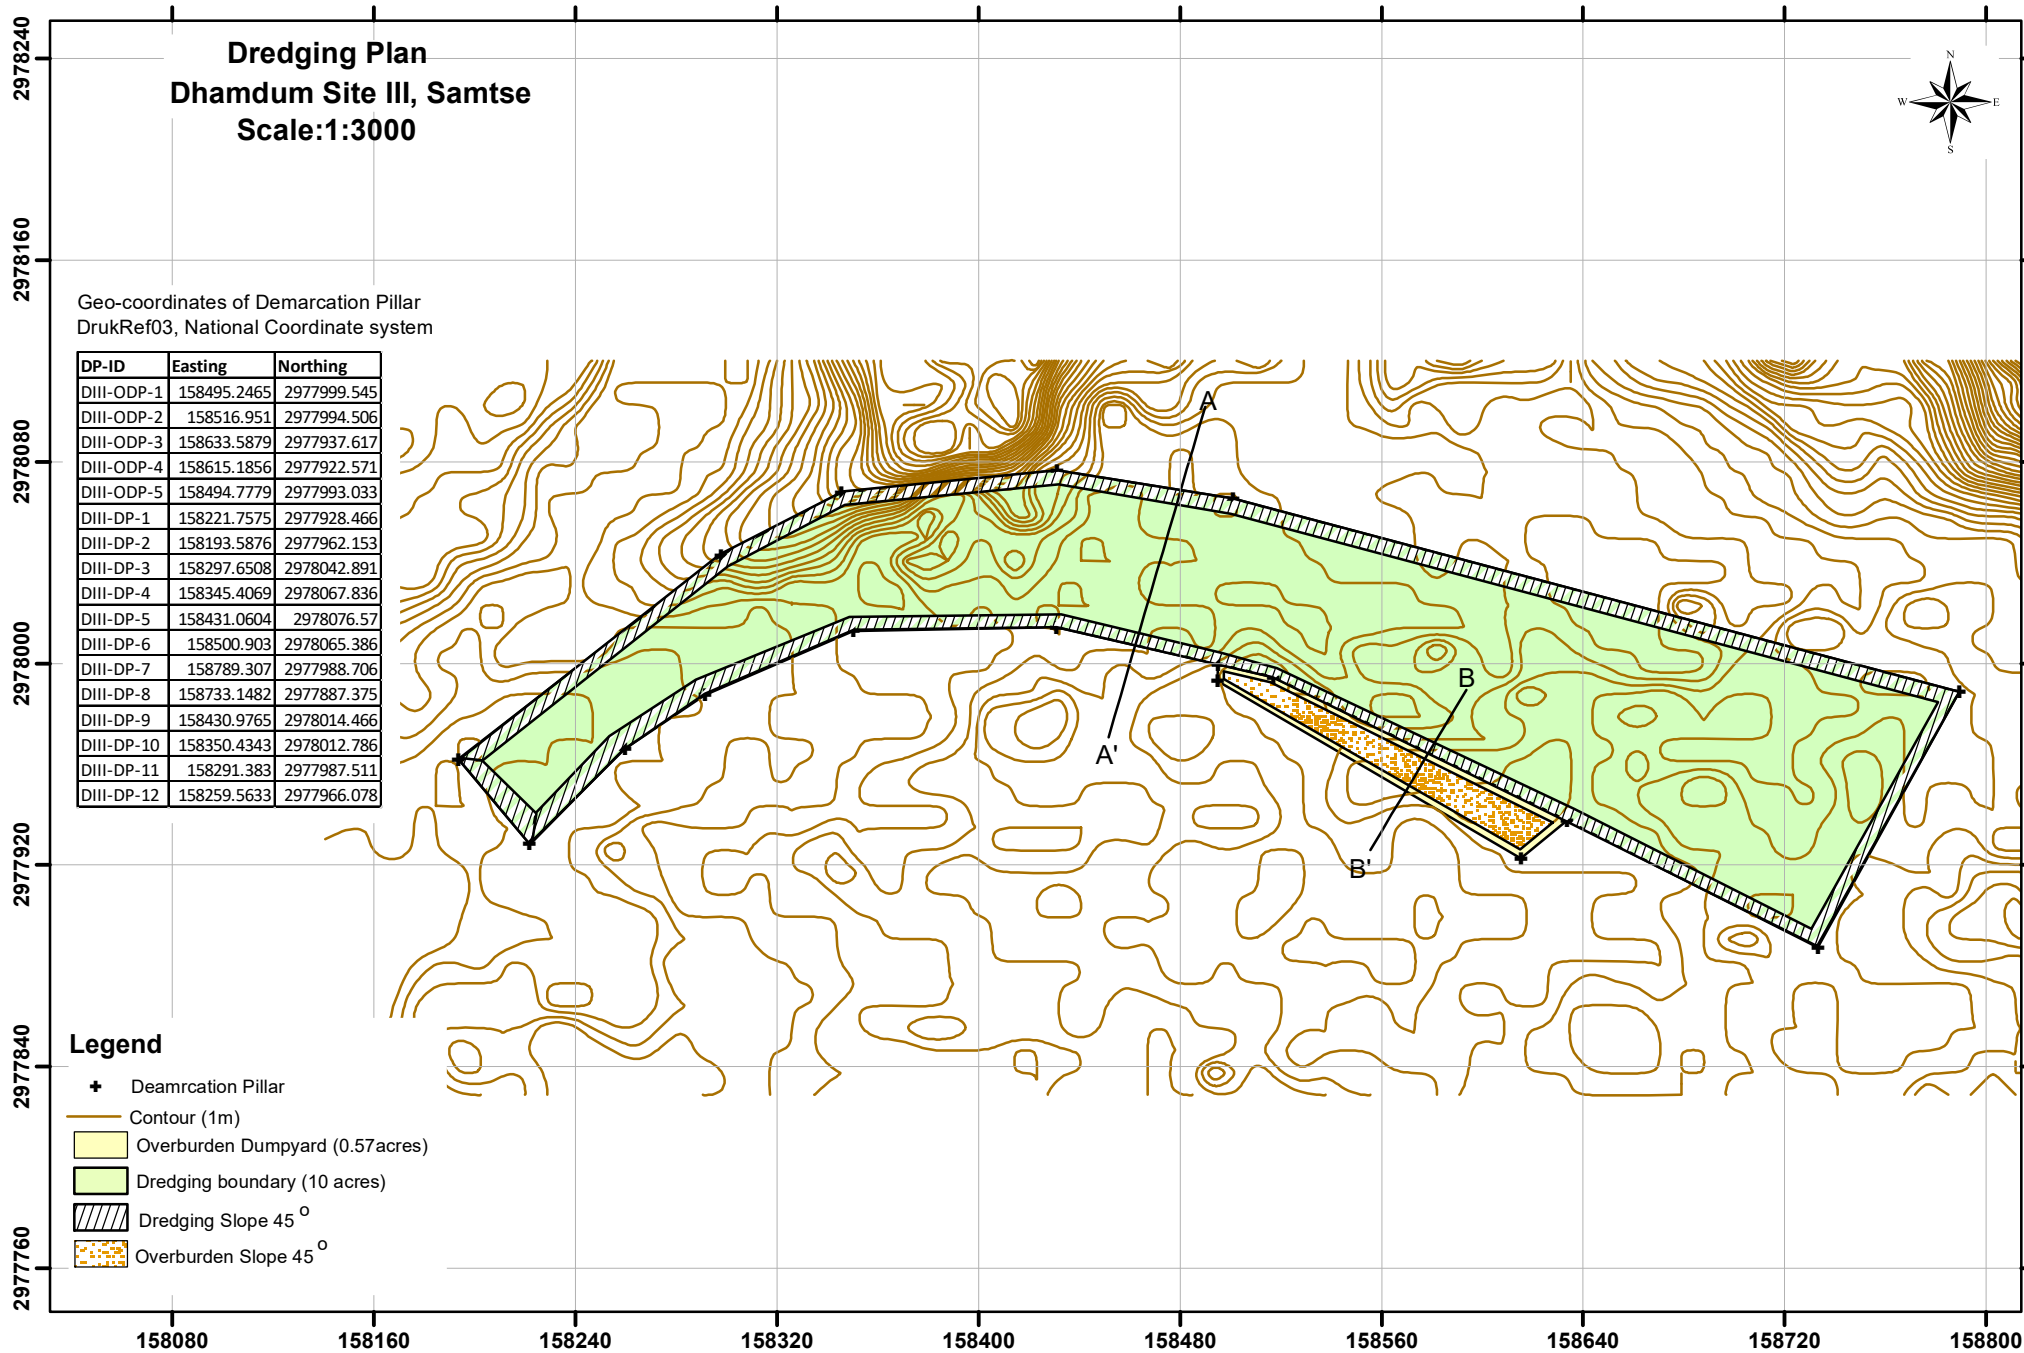 Dredging Plan
Dhamdum Site III, Samtse
Scale:1:3000
N
W E
S
2978240
2978160
2978080
2978000
2977920
2977840
2977760
Geo-coordinates of Demarcation Pillar
DrukRef03, National Coordinate system
DP-ID Easting Northing
DIII-ODP-1 158495.2465 2977999.545
DIII-ODP-2 158516.951 2977994.506
DIII-ODP-3 158633.5879 2977937.617
DIII-ODP-4 158615.1856 2977922.571
DIII-ODP-5 158494.7779 2977993.033
DIII-DP-1 158221.7575 2977928.466
DIII-DP-2 158193.5876 2977962.153
DIII-DP-3 158297.6508 2978042.891
DIII-DP-4 158345.4069 2978067.836
DIII-DP-5 158431.0604 2978076.57
DIII-DP-6 158500.903 2978065.386
DIII-DP-7 158789.307 2977988.706
DIII-DP-8 158733.1482 2977887.375
DIII-DP-9 158430.9765 2978014.466
DIII-DP-10 158350.4343 2978012.786
DIII-DP-11 158291.383 2977987.511
DIII-DP-12 158259.5633 2977966.078
A
A'
B
B'
Legend
Deamrcation Pillar
Contour (1m)
Overburden Dumpyard (0.57acres)
Dredging boundary (10 acres)
Dredging Slope 45 o
Overburden Slope 45 o
158080 158160 158240 158320 158400 158480 158560 158640 158720 158800